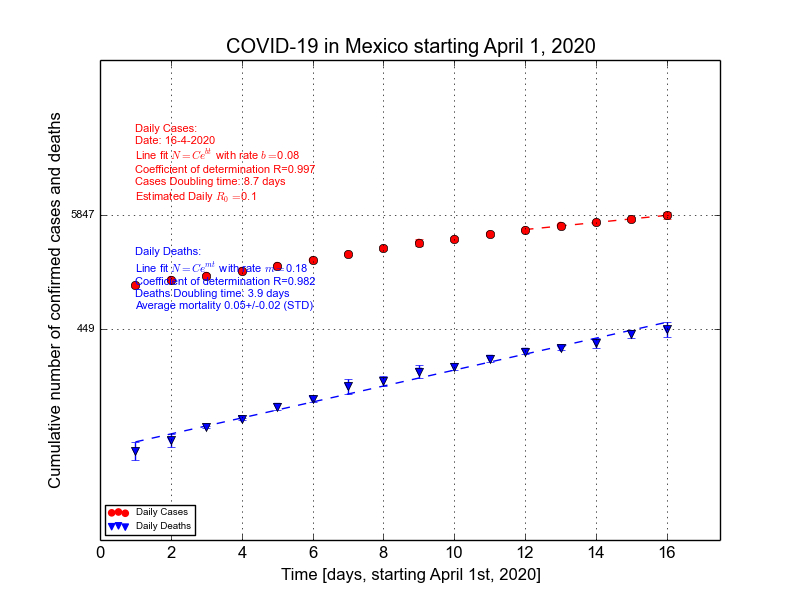 COVID-19 in Mexico starting April 1, 2020
Cumulative number of confirmed cases and deaths
Daily Cases:
Date: 16-4-2020
Line fit N=Ce^{bt} with rate b=0.08
Coefficient of determination R=0.997
Cases Doubling time: 8.7 days
Estimated Daily R_0=0.1
5847
Daily Deaths:
Line fit N=Ce^{mt} with rate m=0.18
Coefficient of determination R=0.982
Deaths Doubling time: 3.9 days
Average mortality 0.05+/-0.02 (STD)
449
Daily Cases
Daily Deaths
0 2 4 6 8 10 12 14 16
Time [days, starting April 1st, 2020]